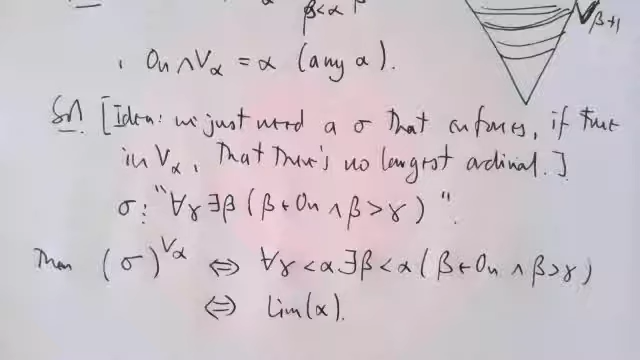 β<α β
V_{β+1}
, On ∧ V_α = α (any α).
Sol [Idea: we just need a σ that enforces, if true
in V_α, that there's no largest ordinal.]
σ: "∀γ∃β (β ∈ On ∧ β > γ) ".
Then (σ)^{V_α} ⇔ ∀γ<α ∃β<α (β ∈ On ∧ β > γ)
⇔ Lim(α).